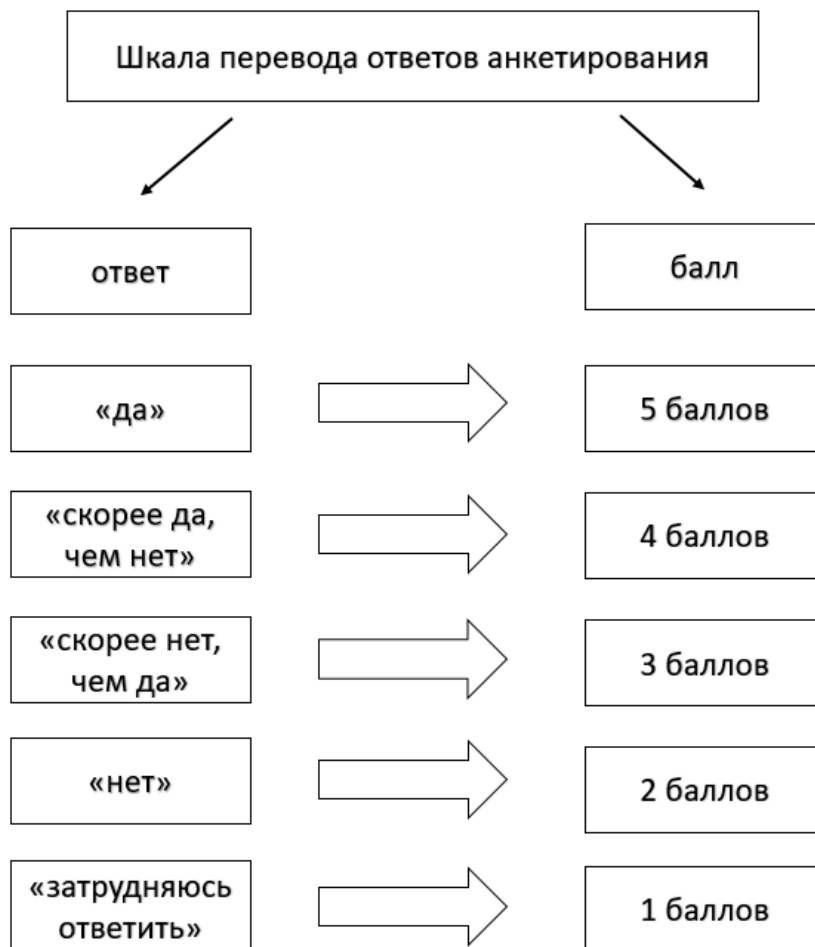 Шкала перевода ответов анкетирования
ответ
балл
«да»
5 баллов
«скорее да,
чем нет»
4 баллов
«скорее нет,
чем да»
3 баллов
«нет»
2 баллов
«затрудняюсь
ответить»
1 баллов